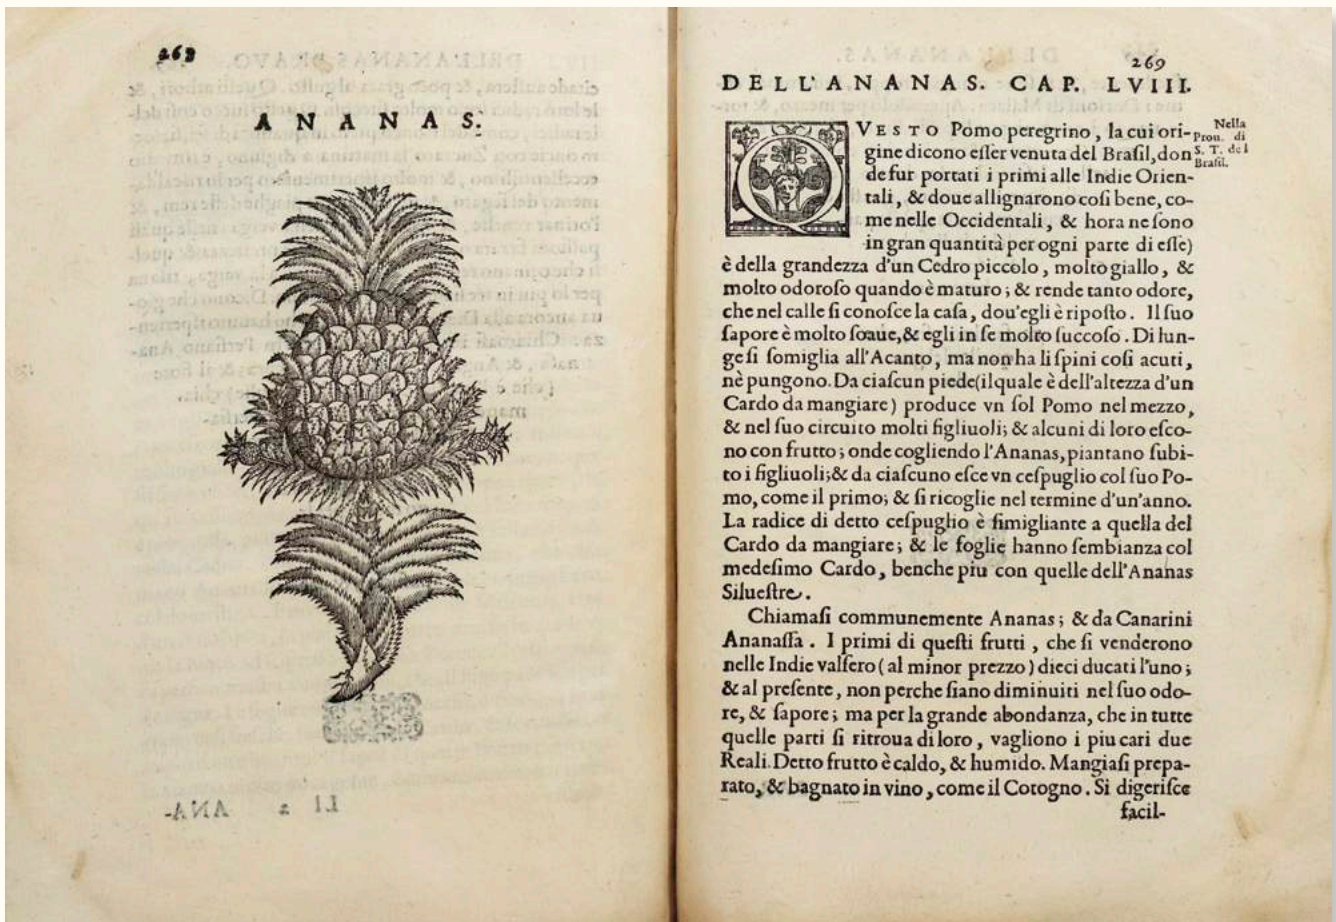 268
ANANAS.
269
DELL'ANANAS. CAP. LVIII.
QVESTO Pomo peregrino, la cui ori-
gine dicono eſſer venuta del Braſil, don
de fur portati i primi alle Indie Orien-
tali, & doue allignarono coſi bene, co-
me nelle Occidentali, & hora ne ſono
in gran quantità per ogni parte di eſſe)
è della grandezza d'un Cedro piccolo, molto giallo, &
molto odoroſo quando è maturo; & rende tanto odore,
che nel calle ſi conoſce la caſa, dou'egli è ripoſto. Il ſuo
ſapore è molto ſoaue, & egli in ſe molto ſuccoſo. Di lun-
ge ſi ſomiglia all'Acanto, ma non ha li ſpini coſi acuti,
nè pungono. Da ciaſcun piede (ilquale è dell'altezza d'un
Cardo da mangiare) produce vn ſol Pomo nel mezzo,
& nel ſuo circuito molti figliuoli; & alcuni di loro eſco-
no con frutto; onde cogliendo l'Ananas, piantano ſubi-
to i figliuoli; & da ciaſcuno eſce vn ceſpuglio col ſuo Po-
mo, come il primo; & ſi ricoglie nel termine d'un'anno.
La radice di detto ceſpuglio è ſimigliante a quella del
Cardo da mangiare; & le foglie hanno ſembianza col
medeſimo Cardo, benche piu con quelle dell'Ananas
Silueſtre.
Chiamaſi communemente Ananas; & da Canarini
Ananaſſa. I primi di queſti frutti, che ſi venderono
nelle Indie valſero (al minor prezzo) dieci ducati l'uno;
& al preſente, non perche ſiano diminuiti nel ſuo odo-
re, & ſapore; ma per la grande abondanza, che in tutte
quelle parti ſi ritroua di loro, vagliono i piu cari due
Reali. Detto frutto è caldo, & humido. Mangiaſi prepa-
rato, & bagnato in vino, come il Cotogno. Si digeriſce
facil-
Nella
Prou. di
S. T. del
Braſil.